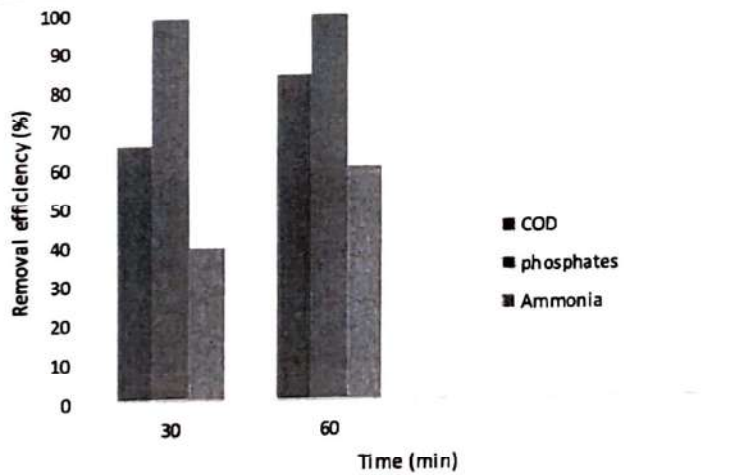 100
90
80
70
60
50
40
30
20
10
0
Removal efficiency (%)
30
60
Time (min)
COD
phosphates
Ammonia